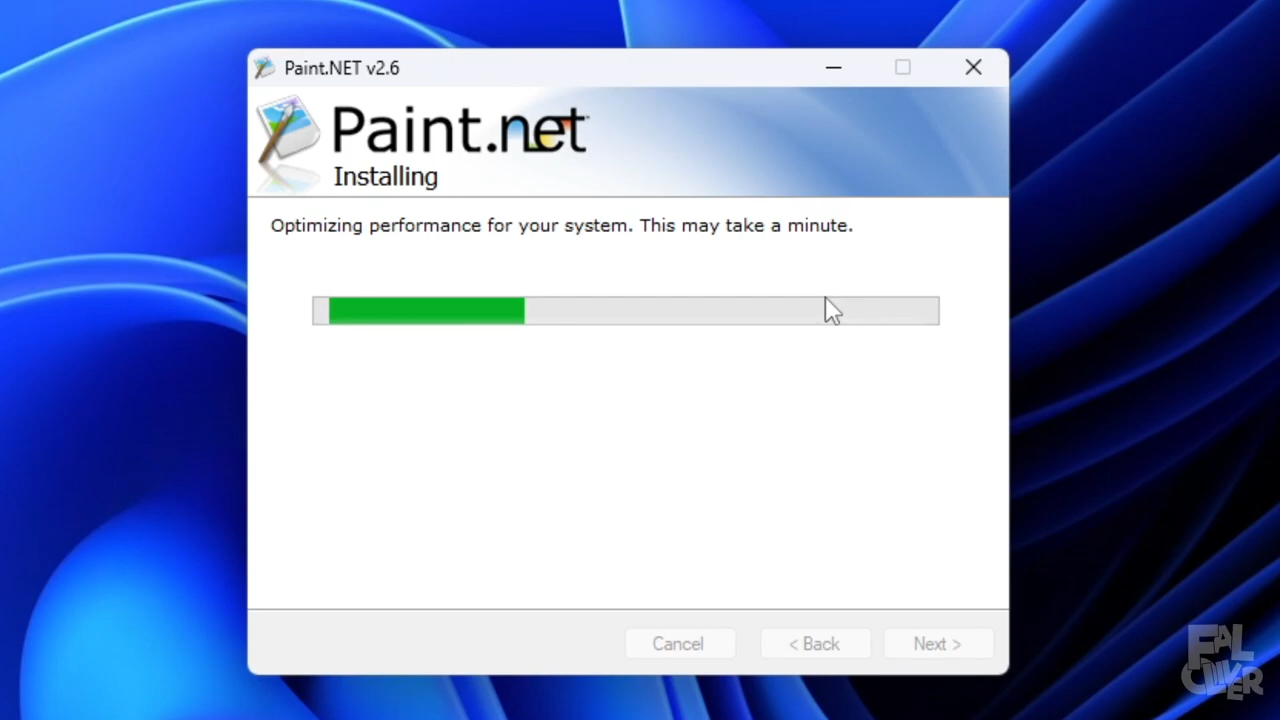 Paint.NET v2.6
Paint.net
Installing
Optimizing performance for your system. This may take a minute.
Cancel
< Back
Next >